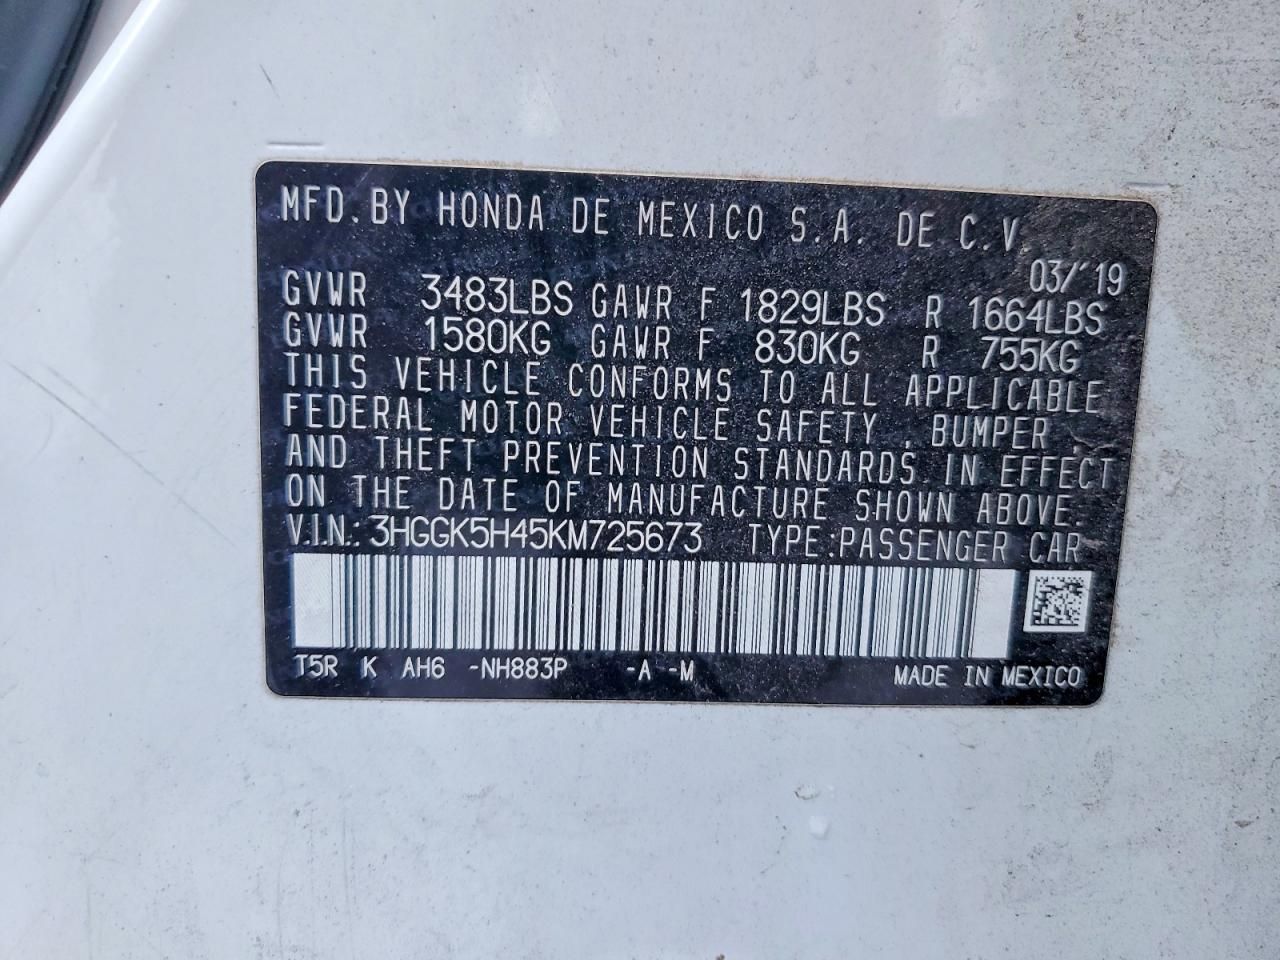 MFD. BY HONDA DE MEXICO S.A. DE C.V.
03/'19
GVWR 3483LBS GAWR F 1829LBS R 1664LBS
GVWR 1580KG GAWR F 830KG R 755KG
THIS VEHICLE CONFORMS TO ALL APPLICABLE
FEDERAL MOTOR VEHICLE SAFETY , BUMPER ,
AND THEFT PREVENTION STANDARDS IN EFFECT
ON THE DATE OF MANUFACTURE SHOWN ABOVE.
V.I.N.: 3HGGK5H45KM725673 TYPE:PASSENGER CAR
T5R K AH6 -NH883P -A -M MADE IN MEXICO